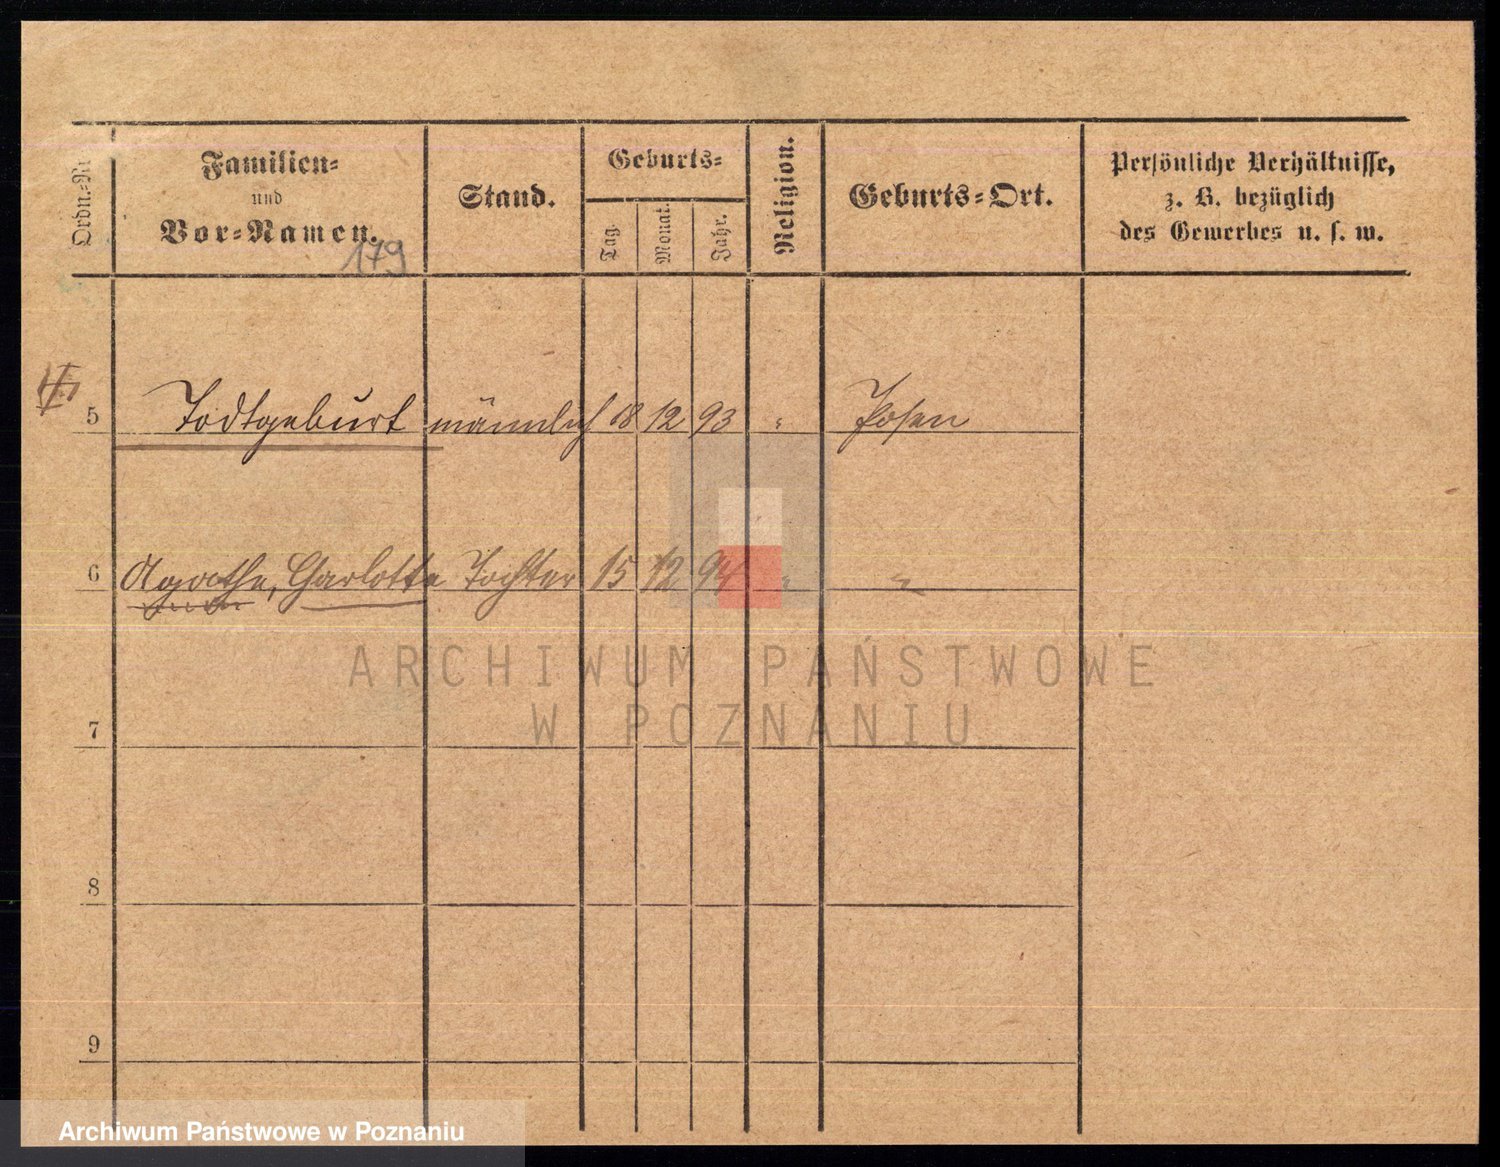 Ordn.=Nr
Familien=
und
Vor=Namen.
179
Stand.
Geburts=
Tag.
Monat.
Jahr.
Religion.
Geburts=Ort.
Persönliche Verhältnisse,
z. B. bezüglich
des Gewerbes u. s. w.
5 Todtgeburt männlich 18 12 93 " Posen
6 Agathe, Charlotte Tochter 15 12 94 " "
ARCHIWUM PAŃSTWOWE
W POZNANIU
7
8
9
Archiwum Państwowe w Poznaniu